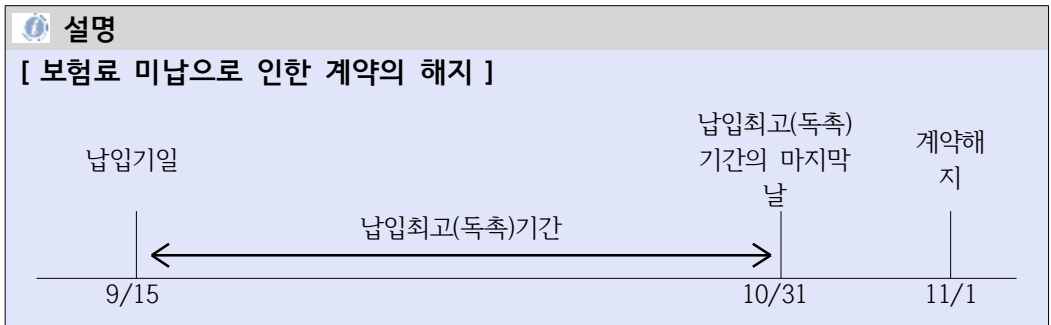 설명
[ 보험료 미납으로 인한 계약의 해지 ]
납입기일
납입최고(독촉)
기간의 마지막
날
계약해
지
납입최고(독촉)기간
9/15
10/31
11/1